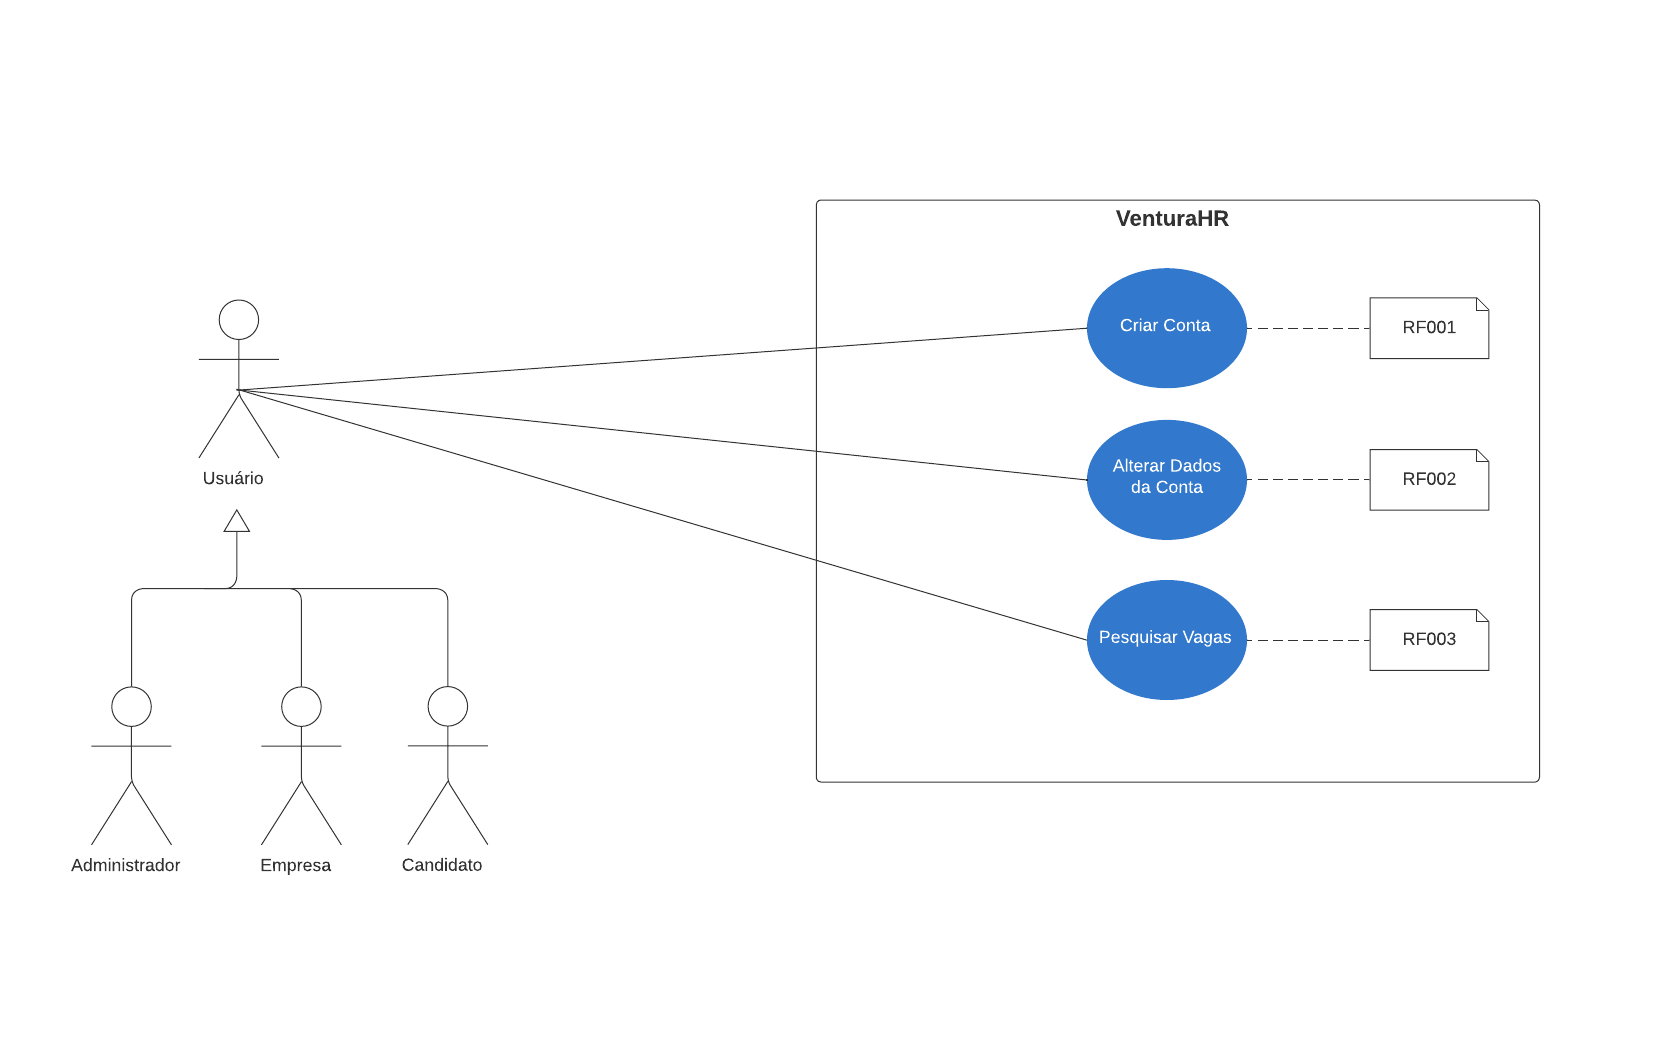 VenturaHR
Criar Conta
RF001
Alterar Dados
da Conta
RF002
Usuário
Pesquisar Vagas
RF003
Administrador
Empresa
Candidato